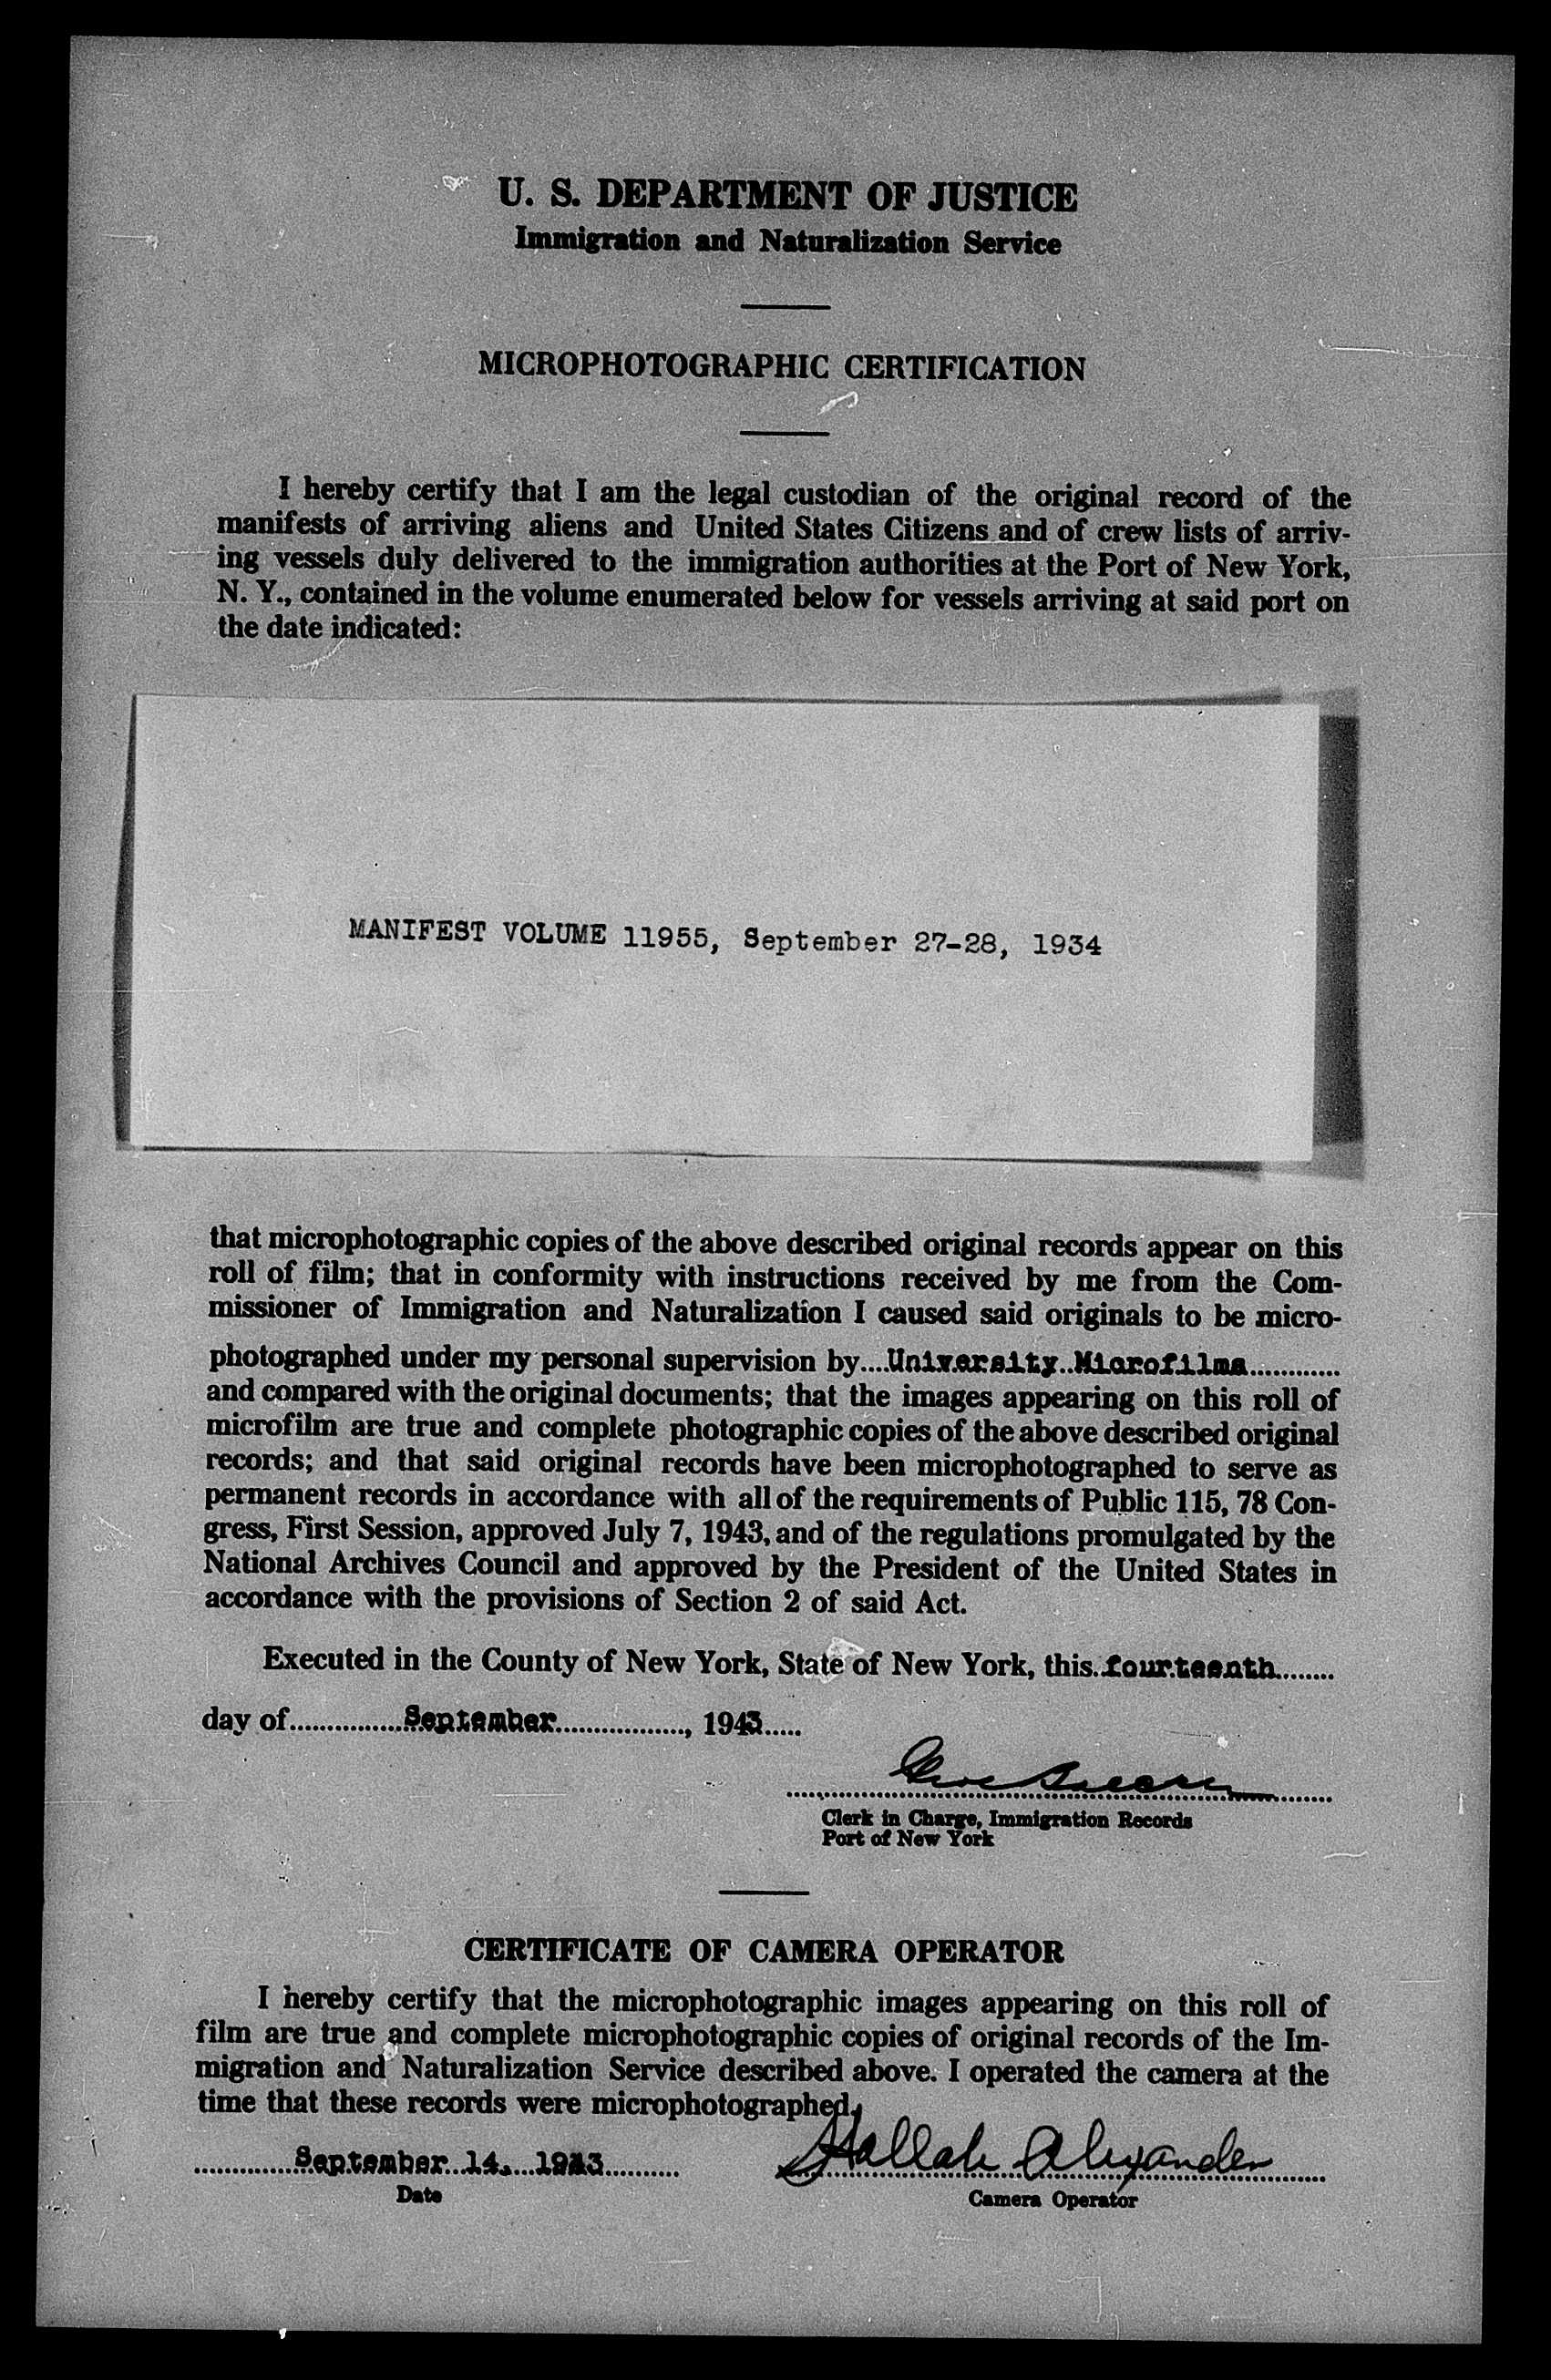 U. S. DEPARTMENT OF JUSTICE
Immigration and Naturalization Service
MICROPHOTOGRAPHIC CERTIFICATION
I hereby certify that I am the legal custodian of the original record of the
manifests of arriving aliens and United States Citizens and of crew lists of arriv-
ing vessels duly delivered to the immigration authorities at the Port of New York,
N. Y., contained in the volume enumerated below for vessels arriving at said port on
the date indicated:
MANIFEST VOLUME 11955, September 27-28, 1934
that microphotographic copies of the above described original records appear on this
roll of film; that in conformity with instructions received by me from the Com-
missioner of Immigration and Naturalization I caused said originals to be micro-
photographed under my personal supervision by....University Microfilms............
and compared with the original documents; that the images appearing on this roll of
microfilm are true and complete photographic copies of the above described original
records; and that said original records have been microphotographed to serve as
permanent records in accordance with all of the requirements of Public 115, 78 Con-
gress, First Session, approved July 7, 1943, and of the regulations promulgated by the
National Archives Council and approved by the President of the United States in
accordance with the provisions of Section 2 of said Act.
Executed in the County of New York, State of New York, this..fourteenth........
day of................September................., 1943.....
Clerk in Charge, Immigration Records
Port of New York
CERTIFICATE OF CAMERA OPERATOR
I hereby certify that the microphotographic images appearing on this roll of
film are true and complete microphotographic copies of original records of the Im-
migration and Naturalization Service described above. I operated the camera at the
time that these records were microphotographed.
September 14, 1943 Hallah Alexander
Date Camera Operator